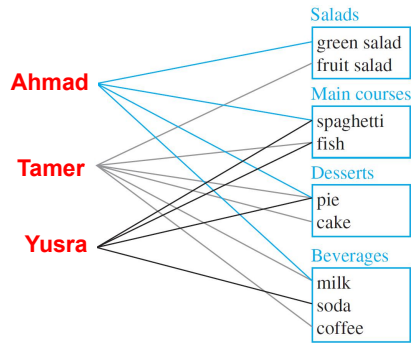 Salads
green salad
fruit salad
Ahmad
Main courses
spaghetti
fish
Tamer
Desserts
pie
cake
Yusra
Beverages
milk
soda
coffee